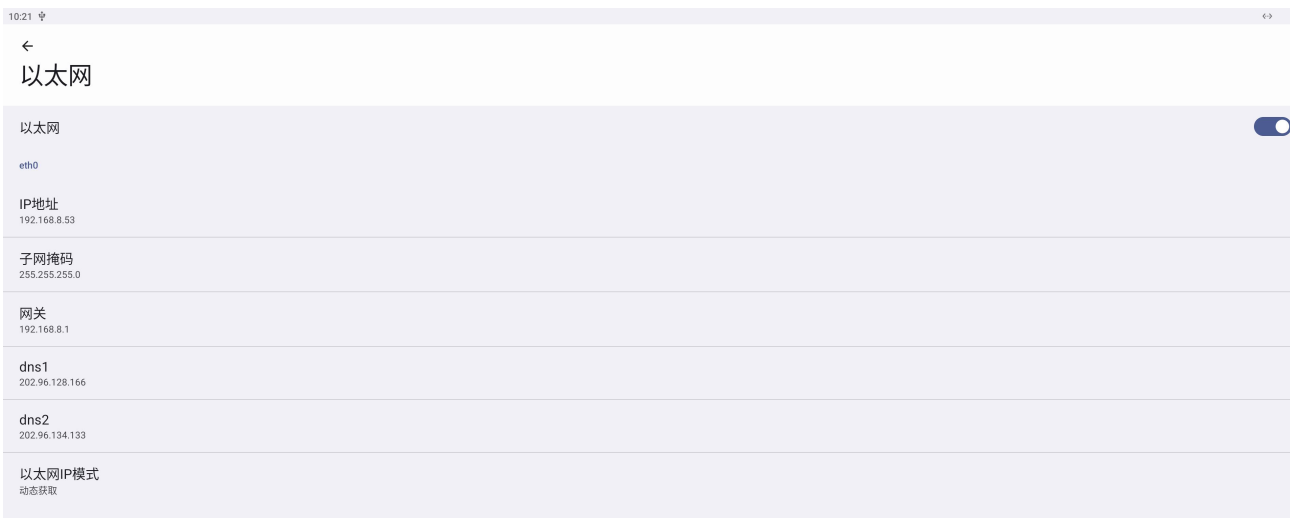 10:21
以太网
以太网
eth0
IP地址
192.168.8.53
子网掩码
255.255.255.0
网关
192.168.8.1
dns1
202.96.128.166
dns2
202.96.134.133
以太网IP模式
动态获取